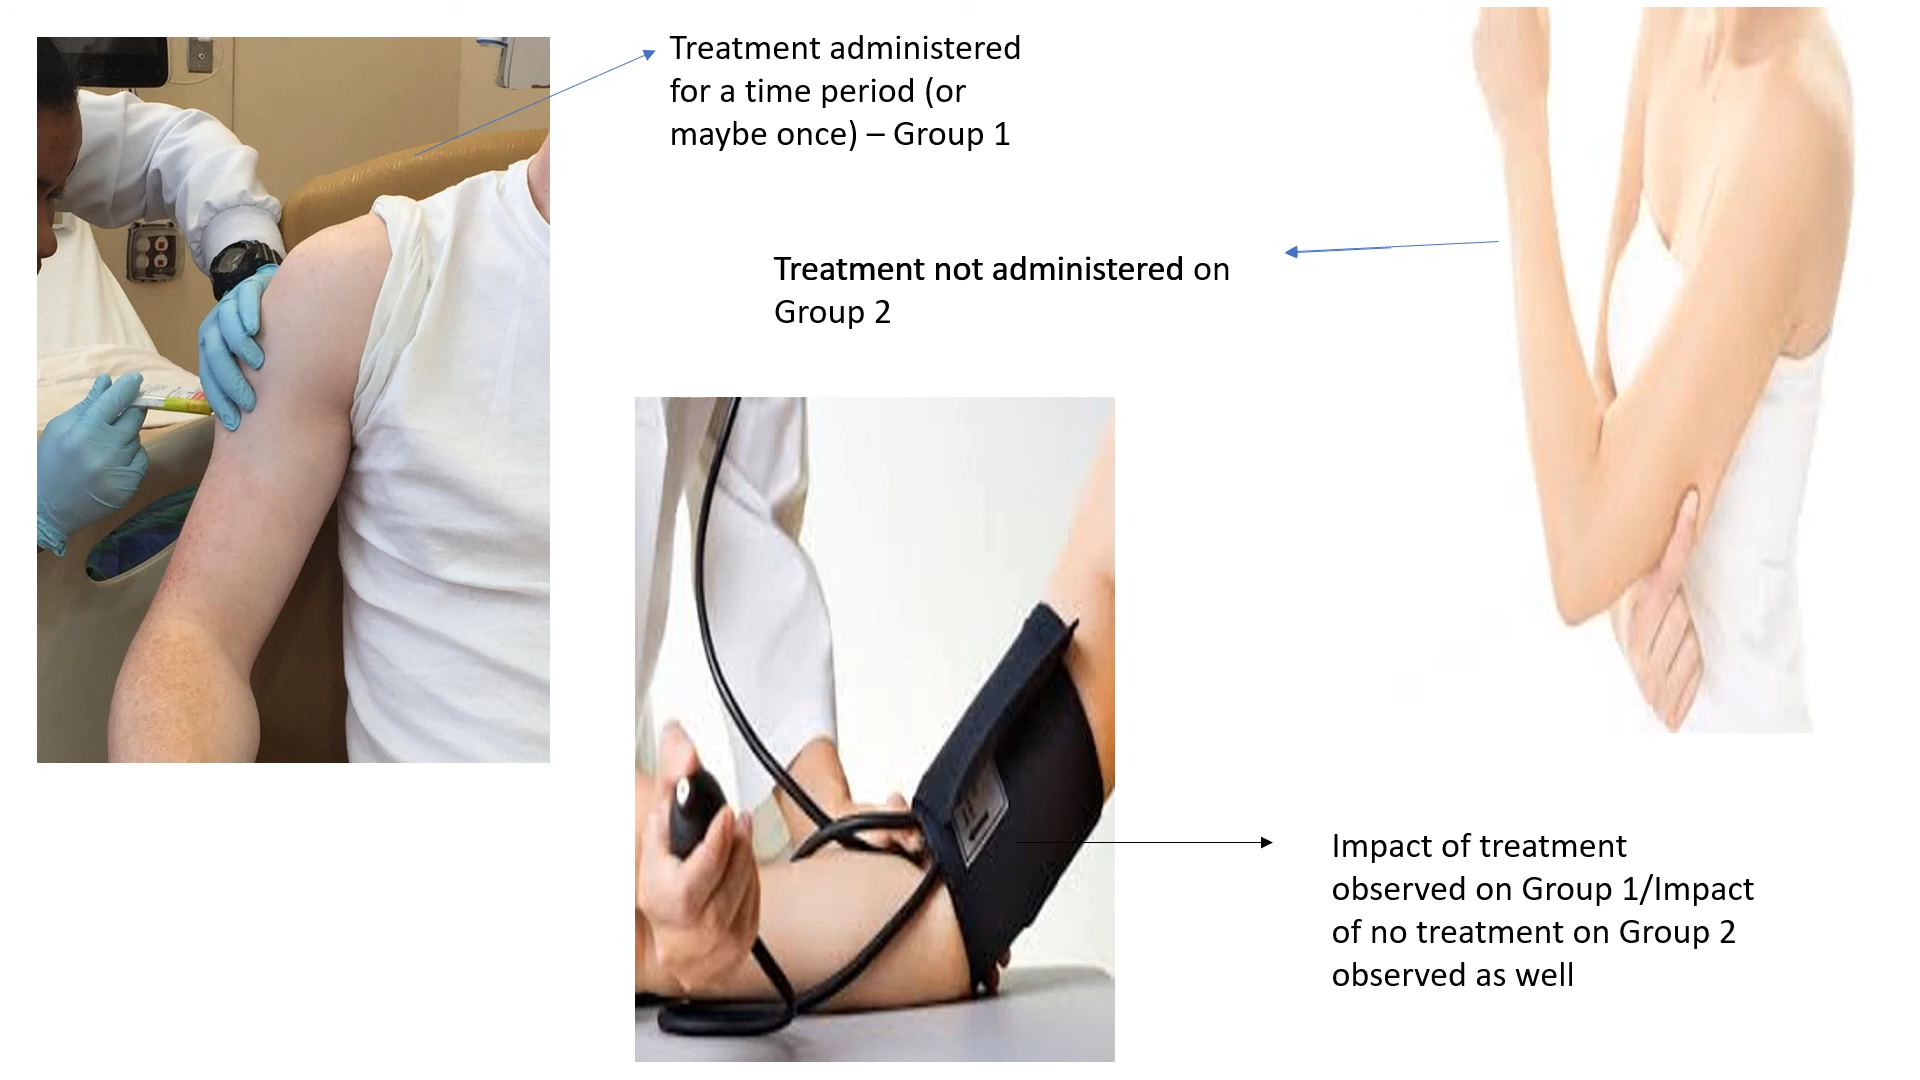 Treatment administered
for a time period (or
maybe once) – Group 1
Treatment not administered on
Group 2
Impact of treatment
observed on Group 1/Impact
of no treatment on Group 2
observed as well